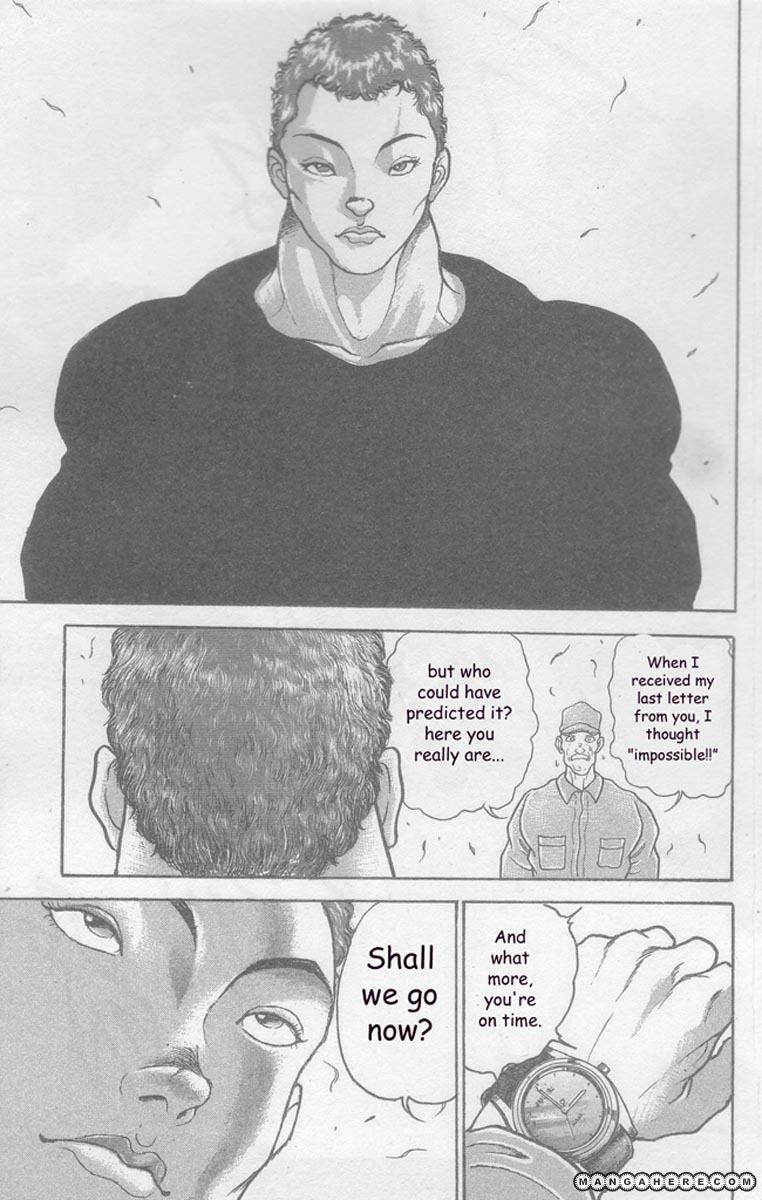 When I
received my
last letter
from you, I
thought
"impossible!!"
but who
could have
predicted it?
here you
really are...
And
what
more,
you're
on time.
Shall
we go
now?
MANGAHERE.COM